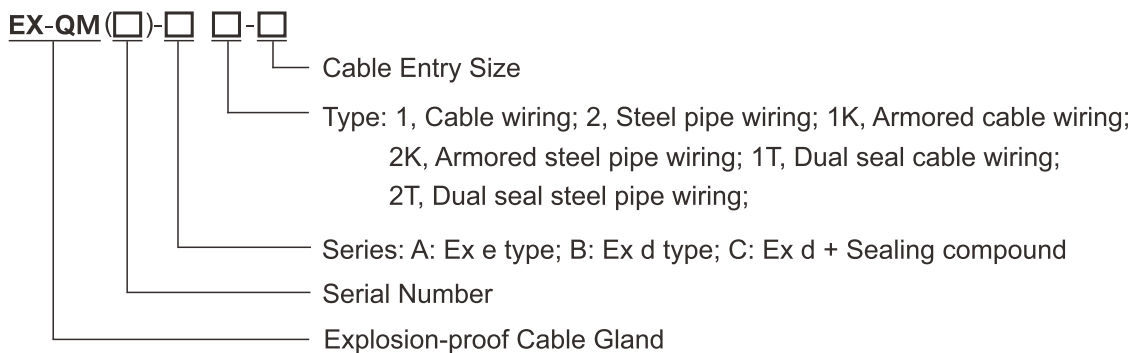 EX-QM(□)-□ □-□
Cable Entry Size
Type: 1, Cable wiring; 2, Steel pipe wiring; 1K, Armored cable wiring;
2K, Armored steel pipe wiring; 1T, Dual seal cable wiring;
2T, Dual seal steel pipe wiring;
Series: A: Ex e type; B: Ex d type; C: Ex d + Sealing compound
Serial Number
Explosion-proof Cable Gland